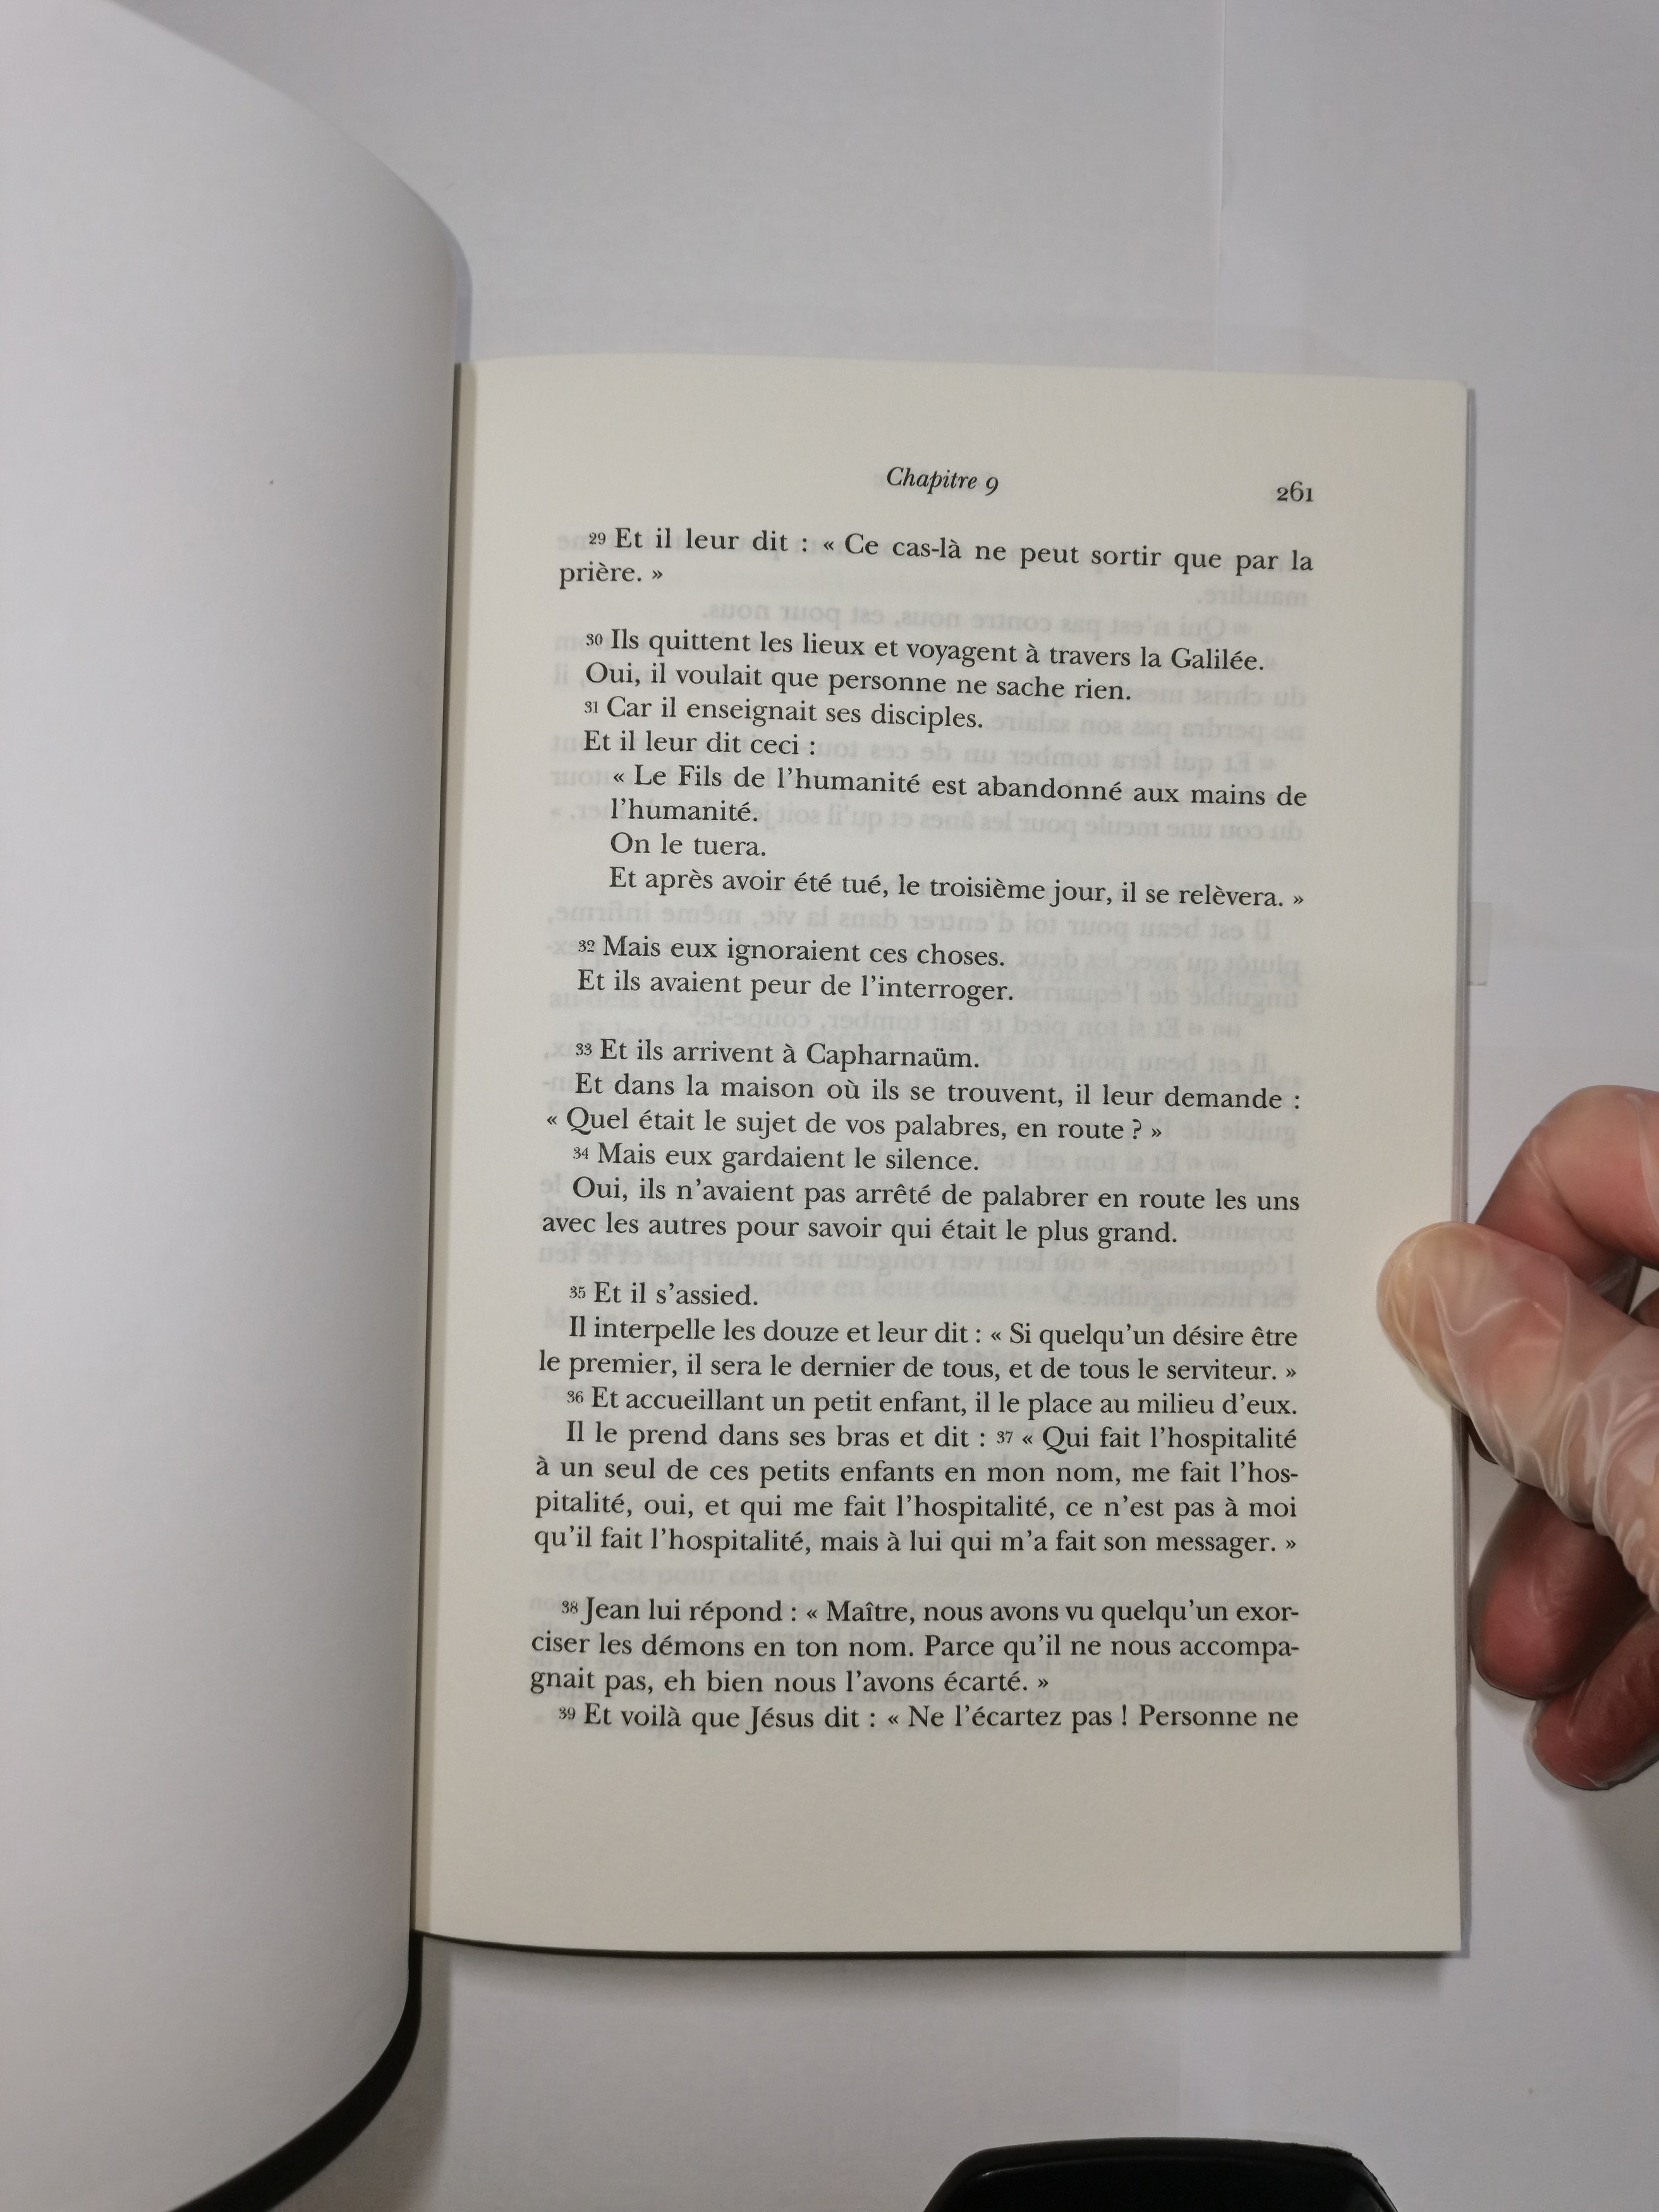 Chapitre 9
261
29 Et il leur dit : « Ce cas-là ne peut sortir que par la
prière. »
30 Ils quittent les lieux et voyagent à travers la Galilée.
Oui, il voulait que personne ne sache rien.
31 Car il enseignait ses disciples.
Et il leur dit ceci :
« Le Fils de l'humanité est abandonné aux mains de
l'humanité.
On le tuera.
Et après avoir été tué, le troisième jour, il se relèvera. »
32 Mais eux ignoraient ces choses.
Et ils avaient peur de l'interroger.
33 Et ils arrivent à Capharnaüm.
Et dans la maison où ils se trouvent, il leur demande :
« Quel était le sujet de vos palabres, en route ? »
34 Mais eux gardaient le silence.
Oui, ils n'avaient pas arrêté de palabrer en route les uns
avec les autres pour savoir qui était le plus grand.
35 Et il s'assied.
Il interpelle les douze et leur dit : « Si quelqu'un désire être
le premier, il sera le dernier de tous, et de tous le serviteur. »
36 Et accueillant un petit enfant, il le place au milieu d'eux.
Il le prend dans ses bras et dit : 37 « Qui fait l'hospitalité
à un seul de ces petits enfants en mon nom, me fait l'hos-
pitalité, oui, et qui me fait l'hospitalité, ce n'est pas à moi
qu'il fait l'hospitalité, mais à lui qui m'a fait son messager. »
38 Jean lui répond : « Maître, nous avons vu quelqu'un exor-
ciser les démons en ton nom. Parce qu'il ne nous accompa-
gnait pas, eh bien nous l'avons écarté. »
39 Et voilà que Jésus dit : « Ne l'écartez pas ! Personne ne